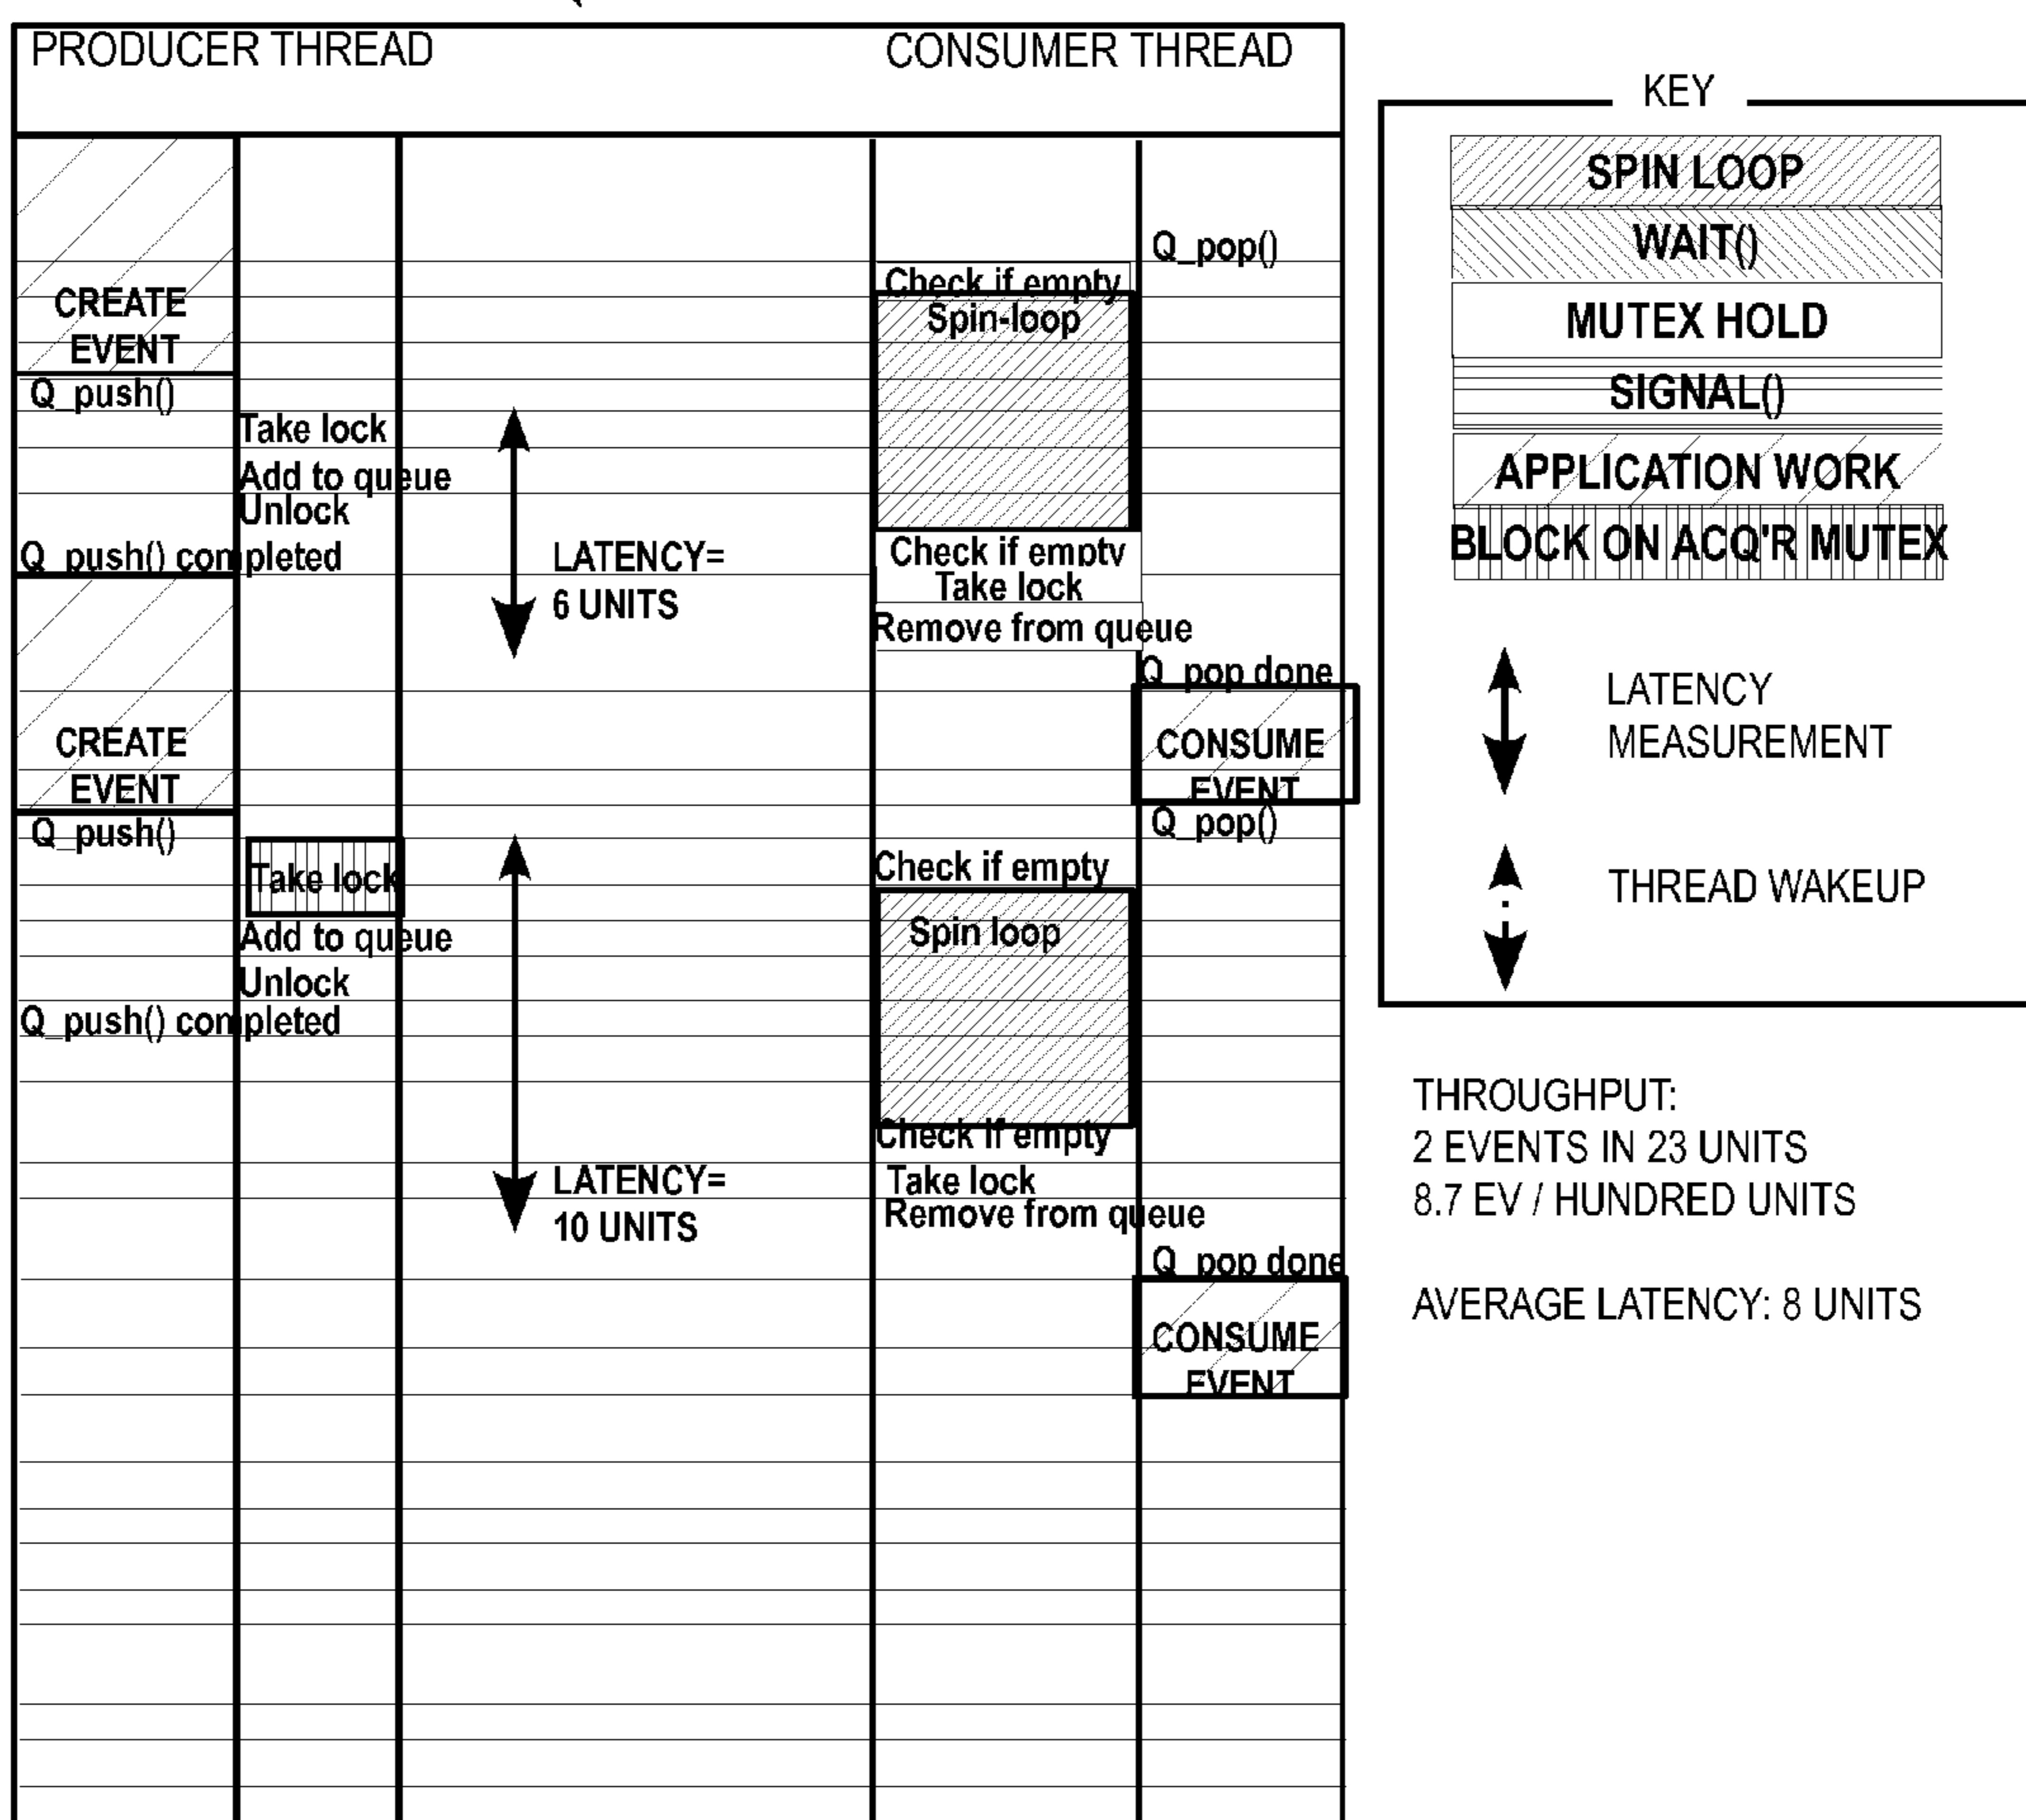 PRODUCER THREAD
CONSUMER THREAD
Q_pop()
Check if empty
CREATE
EVENT
Spin-loop
Q_push()
Take lock
Add to queue
Unlock
Q_push() completed
LATENCY=
6 UNITS
Check if empty
Take lock
Remove from queue
Q_pop done
CREATE
EVENT
CONSUME
EVENT
Q_push()
Q_pop()
Take lock
Check if empty
Add to queue
Spin loop
Unlock
Q_push() completed
Check if empty
LATENCY=
10 UNITS
Take lock
Remove from queue
Q_pop done
CONSUME
EVENT
KEY
SPIN LOOP
WAIT()
MUTEX HOLD
SIGNAL()
APPLICATION WORK
BLOCK ON ACQ'R MUTEX
LATENCY
MEASUREMENT
THREAD WAKEUP
THROUGHPUT:
2 EVENTS IN 23 UNITS
8.7 EV / HUNDRED UNITS
AVERAGE LATENCY: 8 UNITS